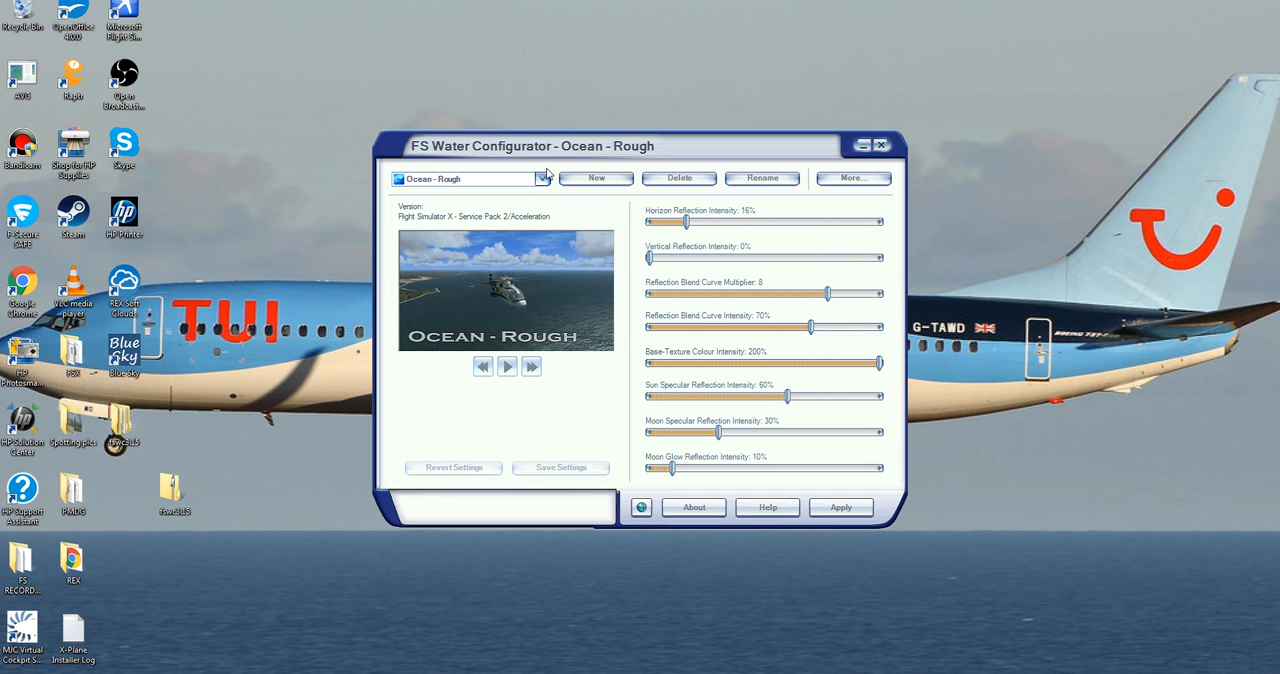 Recycle Bin
OpenOffice 4.0.0
Microsoft Flight Si...
AVG
Raptr
Open Broadcast...
Bandicam
Shop for HP Supplies
Skype
F-Secure SAFE
Steam
HP Printer
Google Chrome
VLC media player
REX Soft Clouds
HP Photosma...
FSX
Blue Sky
Blue Sky
HP Solution Center
Spotting pics
fswc3115
HP Support Assistant
PMDG
fswc3115
FS RECORD...
REX
MJC Virtual Cockpit S...
X-Plane Installer Log
TUI
G-TAWD
BOEING 737-
FS Water Configurator - Ocean - Rough
Ocean - Rough
New
Delete
Rename
More...
Version:
Flight Simulator X - Service Pack 2/Acceleration
OCEAN - ROUGH
Revert Settings
Save Settings
Horizon Reflection Intensity: 16%
Vertical Reflection Intensity: 0%
Reflection Blend Curve Multiplier: 8
Reflection Blend Curve Intensity: 70%
Base-Texture Colour Intensity: 200%
Sun Specular Reflection Intensity: 60%
Moon Specular Reflection Intensity: 30%
Moon Glow Reflection Intensity: 10%
About
Help
Apply